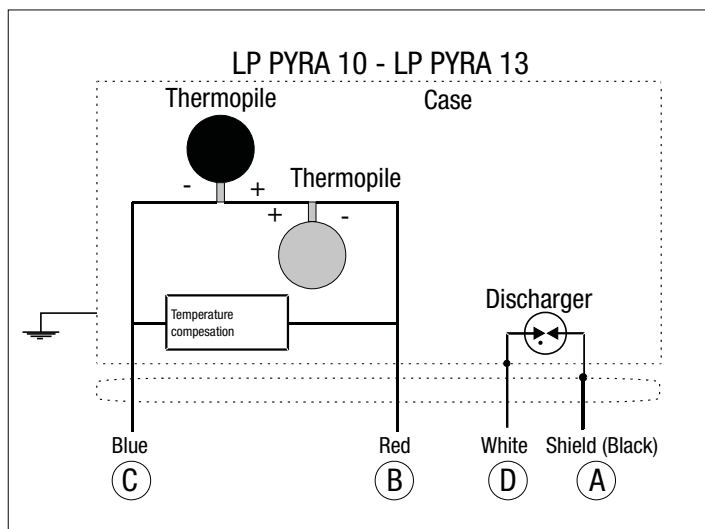 LP PYRA 10 - LP PYRA 13
Thermopile
Case
Thermopile
- +
+ -
Discharger
Temperature
compesation
Blue
Red
White
Shield (Black)
C
B
D
A